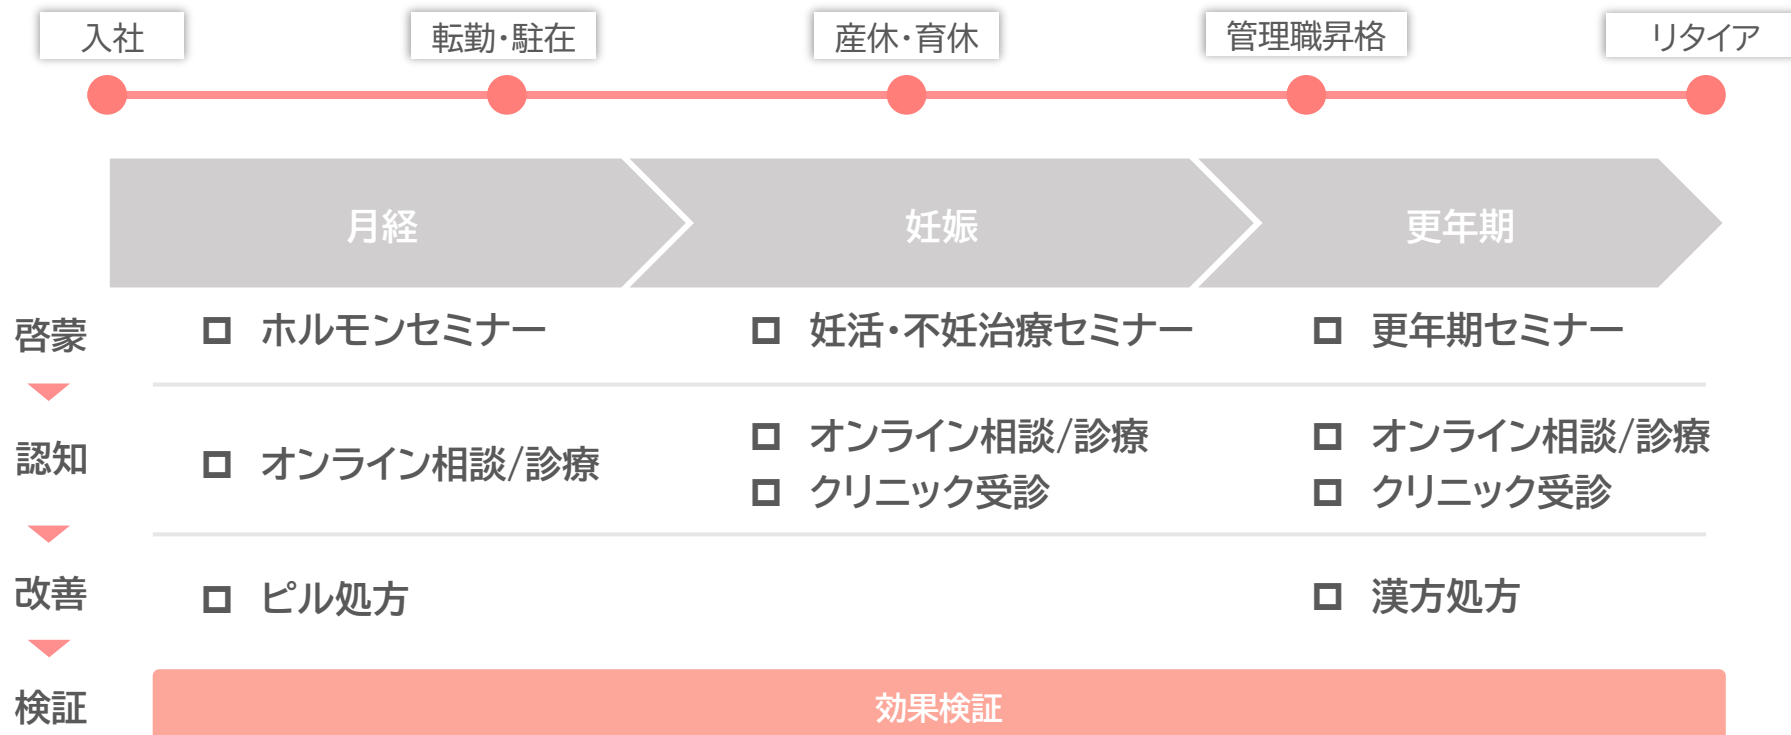 入社
転勤・駐在
産休・育休
管理職昇格
リタイア
月経
妊娠
更年期
啓蒙
ホルモンセミナー
妊活・不妊治療セミナー
更年期セミナー
認知
オンライン相談/診療
オンライン相談/診療
クリニック受診
オンライン相談/診療
クリニック受診
改善
ピル処方
漢方処方
検証
効果検証